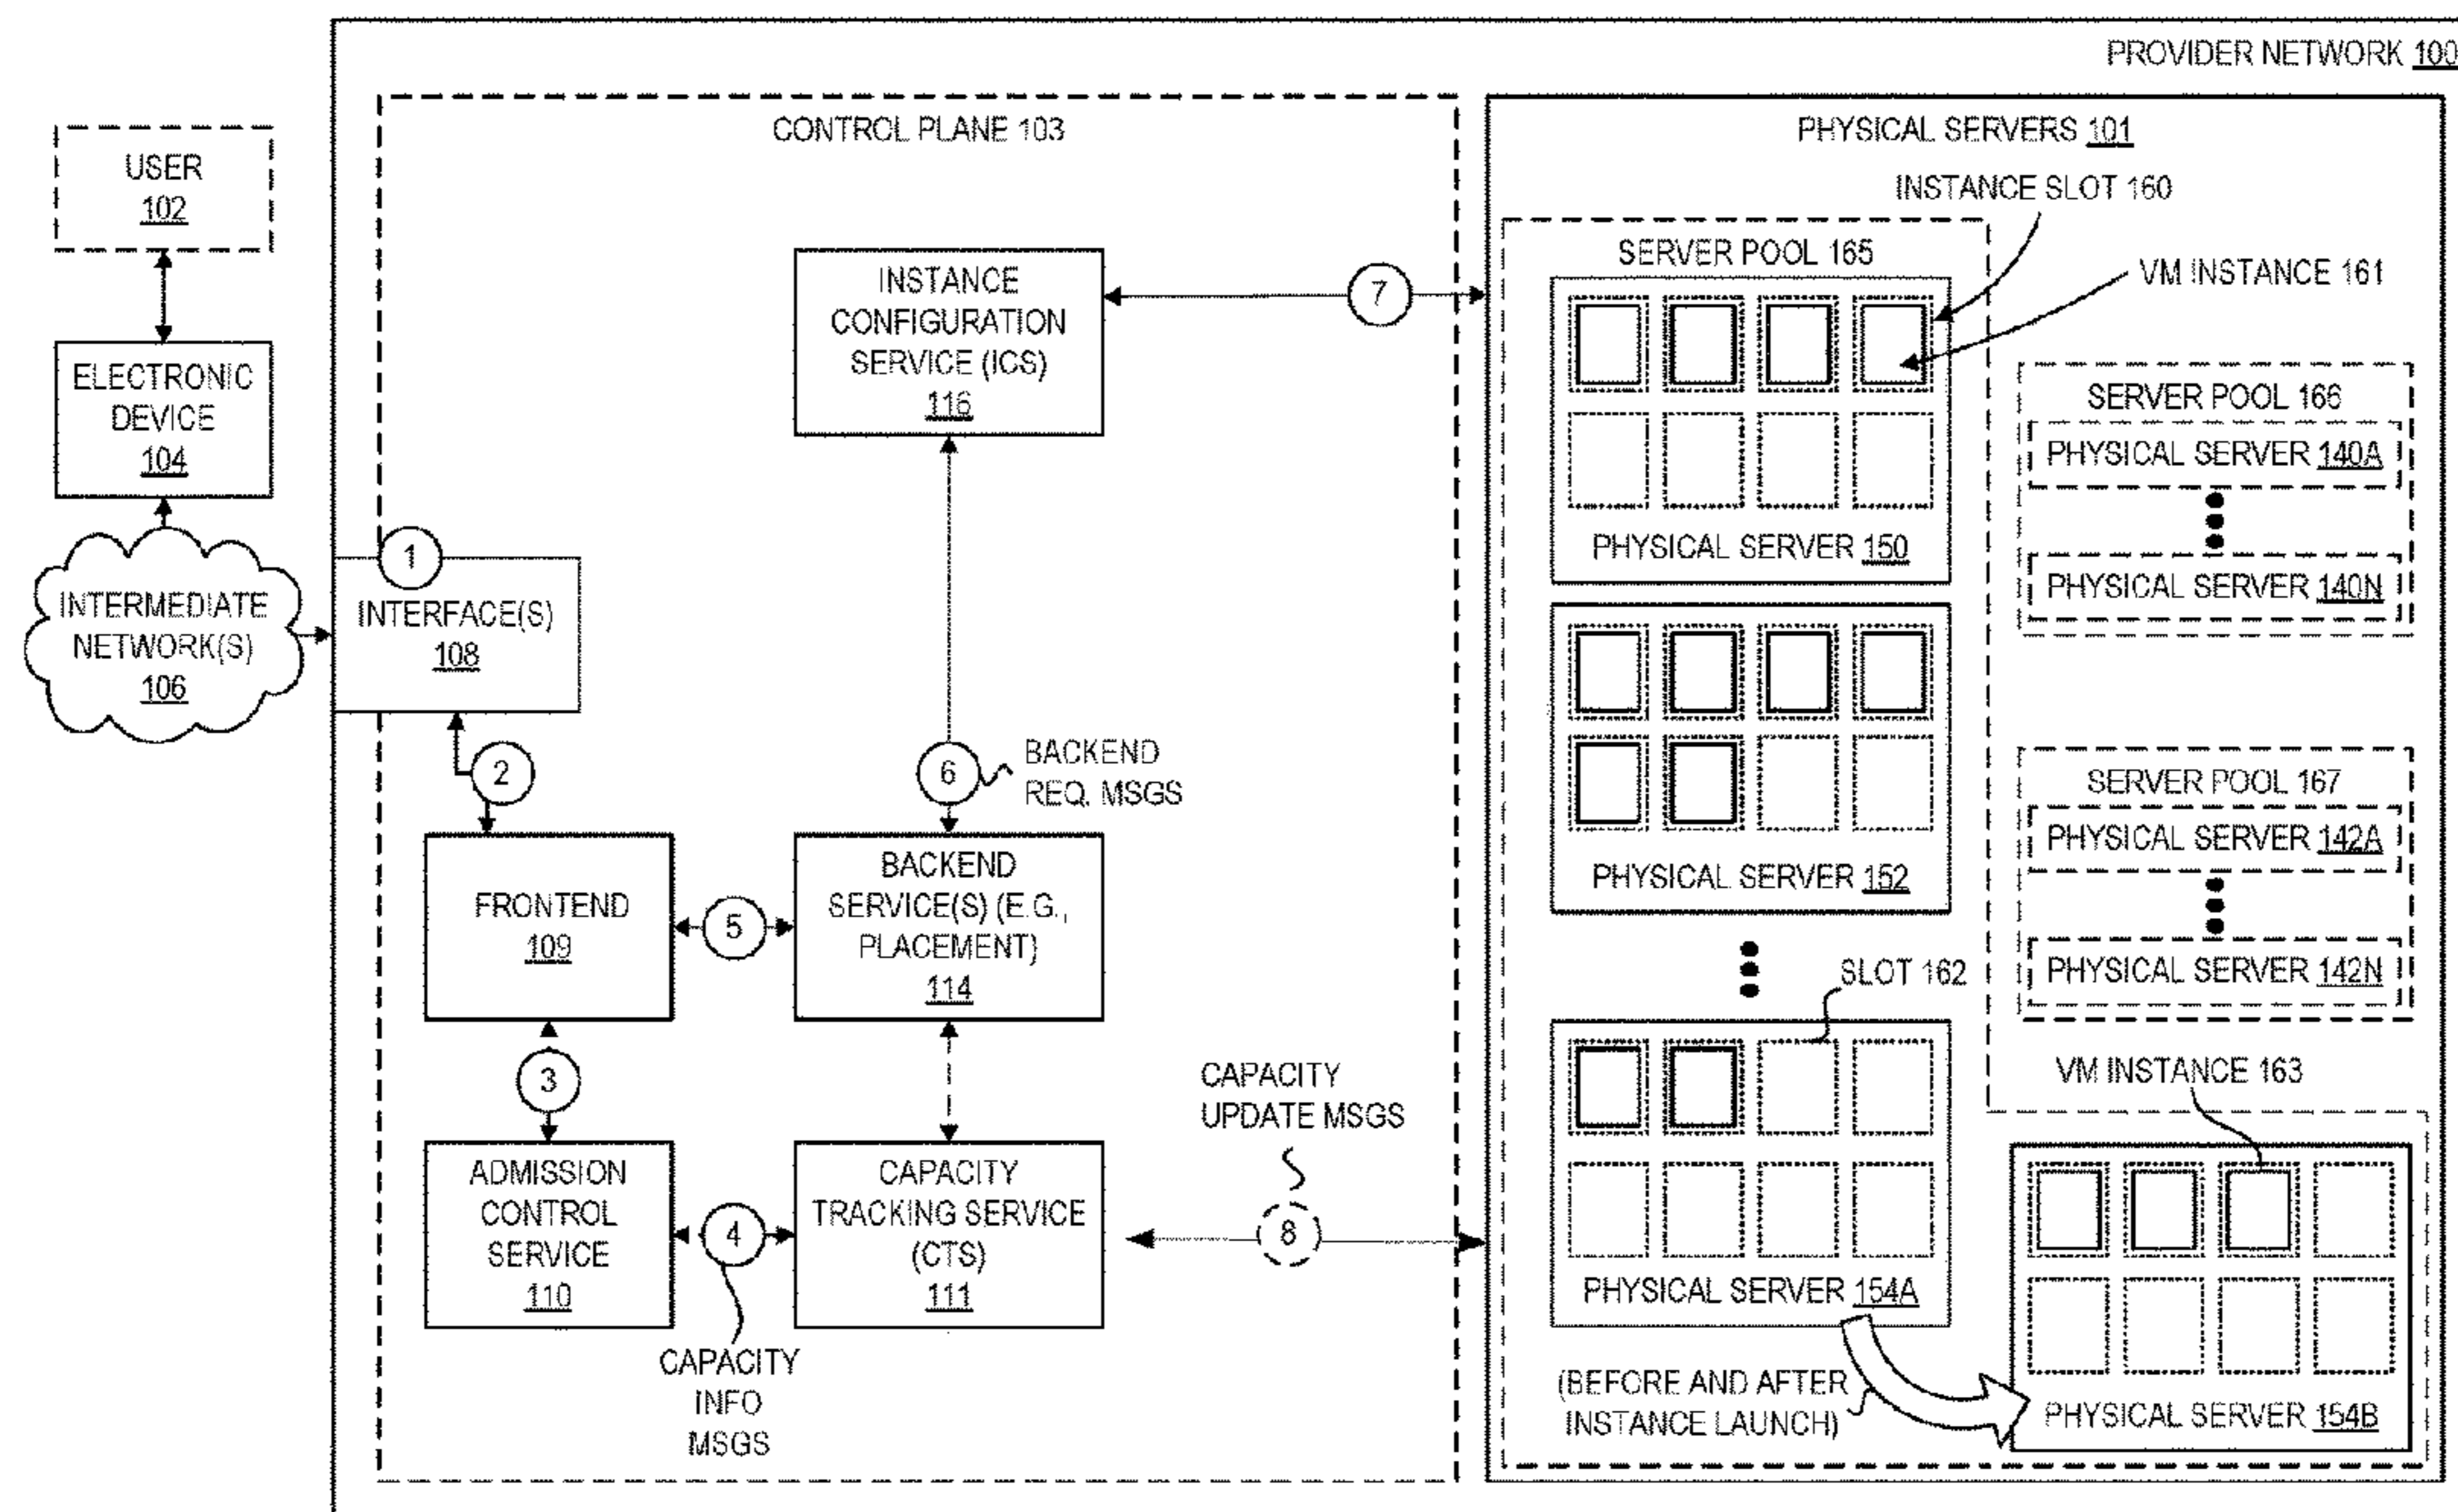 PROVIDER NETWORK 100
CONTROL PLANE 103
PHYSICAL SERVERS 101
USER
102
ELECTRONIC
DEVICE
104
INTERMEDIATE
NETWORK(S)
106
1
INTERFACE(S)
108
2
FRONTEND
109
3
ADMISSION
CONTROL
SERVICE
110
4
CAPACITY
INFO
MSGS
5
INSTANCE
CONFIGURATION
SERVICE (ICS)
116
6
BACKEND
REQ. MSGS
BACKEND
SERVICE(S) (E.G.,
PLACEMENT)
114
CAPACITY
TRACKING SERVICE
(CTS)
111
7
CAPACITY
UPDATE MSGS
8
INSTANCE SLOT 160
SERVER POOL 165
VM INSTANCE 161
PHYSICAL SERVER 150
PHYSICAL SERVER 152
SLOT 162
PHYSICAL SERVER 154A
(BEFORE AND AFTER
INSTANCE LAUNCH)
SERVER POOL 166
PHYSICAL SERVER 140A
PHYSICAL SERVER 140N
SERVER POOL 167
PHYSICAL SERVER 142A
PHYSICAL SERVER 142N
VM INSTANCE 163
PHYSICAL SERVER 154B